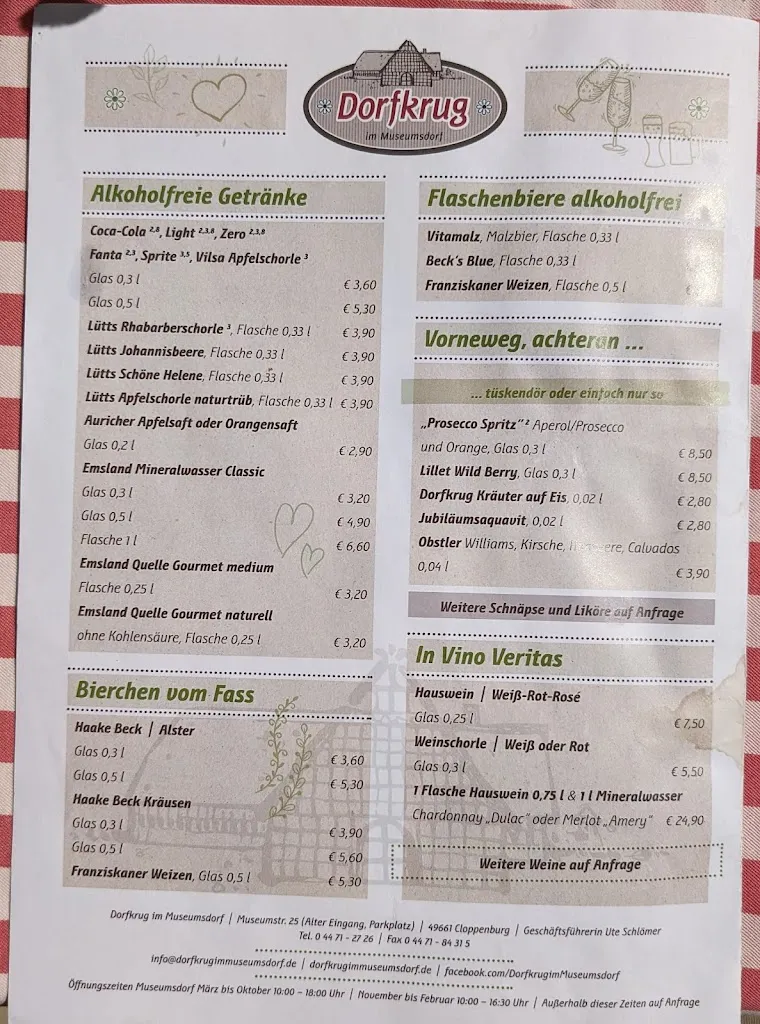 Dorfkrug
im Museumsdorf
Alkoholfreie Getränke
Coca-Cola ²,⁸, Light ²,³,⁸, Zero ²,³,⁸
Fanta ²,³, Sprite ³,⁵, Vilsa Apfelschorle ³
Glas 0,3 l € 3,60
Glas 0,5 l € 5,30
Lütts Rhabarberschorle ³, Flasche 0,33 l € 3,90
Lütts Johannisbeere, Flasche 0,33 l € 3,90
Lütts Schöne Helene, Flasche 0,33 l € 3,90
Lütts Apfelschorle naturtrüb, Flasche 0,33 l € 3,90
Auricher Apfelsaft oder Orangensaft
Glas 0,2 l € 2,90
Emsland Mineralwasser Classic
Glas 0,3 l € 3,20
Glas 0,5 l € 4,90
Flasche 1 l € 6,60
Emsland Quelle Gourmet medium
Flasche 0,25 l € 3,20
Emsland Quelle Gourmet naturell
ohne Kohlensäure, Flasche 0,25 l € 3,20
Bierchen vom Fass
Haake Beck | Alster
Glas 0,3 l € 3,60
Glas 0,5 l € 5,30
Haake Beck Kräusen
Glas 0,3 l € 3,90
Glas 0,5 l € 5,60
Franziskaner Weizen, Glas 0,5 l € 5,30
Flaschenbiere alkoholfrei
Vitamalz, Malzbier, Flasche 0,33 l
Beck's Blue, Flasche 0,33 l
Franziskaner Weizen, Flasche 0,5 l €
Vorneweg, achteran ...
... tüskendör oder einfach nur so
„Prosecco Spritz" ² Aperol/Prosecco
und Orange, Glas 0,3 l € 8,50
Lillet Wild Berry, Glas 0,3 l € 8,50
Dorfkrug Kräuter auf Eis, 0,02 l € 2,80
Jubiläumsaquavit, 0,02 l € 2,80
Obstler Williams, Kirsche, Calvados
0,04 l € 3,90
Weitere Schnäpse und Liköre auf Anfrage
In Vino Veritas
Hauswein | Weiß-Rot-Rosé
Glas 0,25 l € 7,50
Weinschorle | Weiß oder Rot
Glas 0,3 l € 5,50
1 Flasche Hauswein 0,75 l & 1 l Mineralwasser
Chardonnay „Dulac" oder Merlot „Amery" € 24,90
Weitere Weine auf Anfrage
Dorfkrug im Museumsdorf | Museumstr. 25 (Alter Eingang, Parkplatz) | 49661 Cloppenburg | Geschäftsführerin Ute Schlömer
Tel. 0 44 71 - 27 26 | Fax 0 44 71 - 84 31 5
info@dorfkrugimmuseumsdorf.de | dorfkrugimmuseumsdorf.de | facebook.com/DorfkrugimMuseumsdorf
Öffnungszeiten Museumsdorf März bis Oktober 10:00 - 18:00 Uhr | November bis Februar 10:00 - 16:30 Uhr | Außerhalb dieser Zeiten auf Anfrage